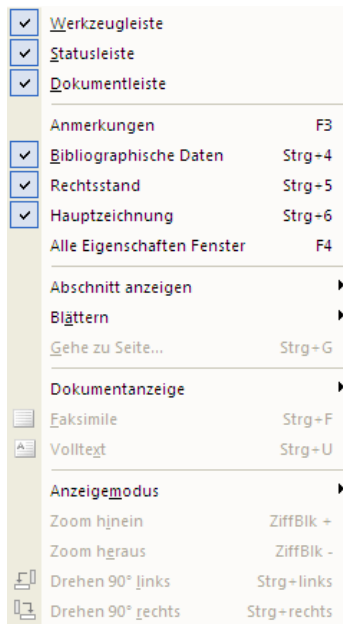 Werkzeugleiste
Statusleiste
Dokumentleiste
Anmerkungen F3
Bibliographische Daten Strg+4
Rechtsstand Strg+5
Hauptzeichnung Strg+6
Alle Eigenschaften Fenster F4
Abschnitt anzeigen
Blättern
Gehe zu Seite... Strg+G
Dokumentanzeige
Faksimile Strg+F
Volltext Strg+U
Anzeigemodus
Zoom hinein ZiffBlk +
Zoom heraus ZiffBlk -
Drehen 90° links Strg+links
Drehen 90° rechts Strg+rechts